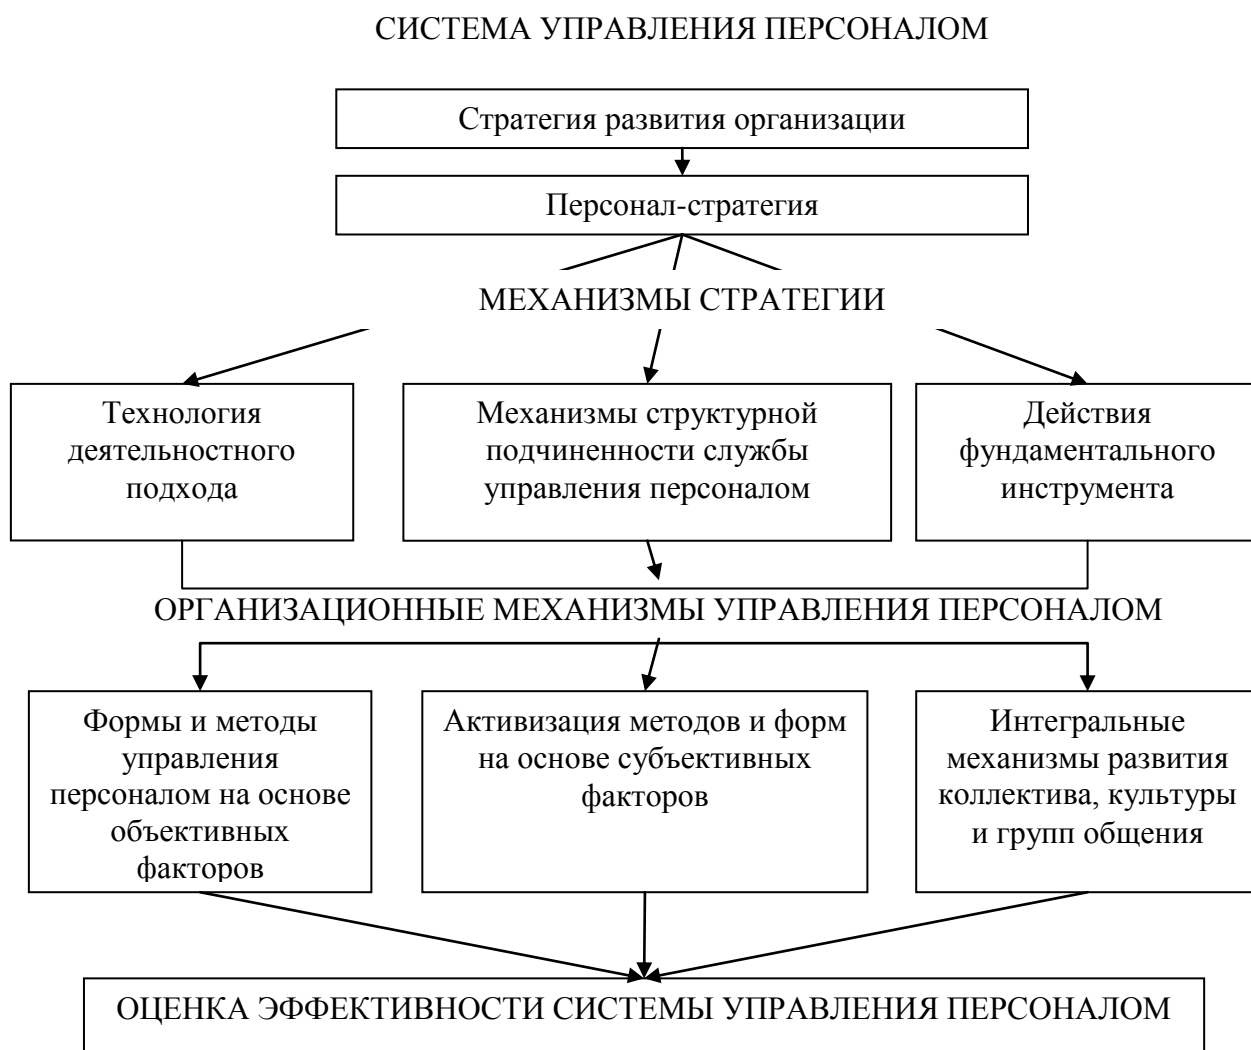 СИСТЕМА УПРАВЛЕНИЯ ПЕРСОНАЛОМ
Стратегия развития организации
Персонал-стратегия
МЕХАНИЗМЫ СТРАТЕГИИ
Технология
деятельностного
подхода
Механизмы структурной
подчиненности службы
управления персоналом
Действия
фундаментального
инструмента
ОРГАНИЗАЦИОННЫЕ МЕХАНИЗМЫ УПРАВЛЕНИЯ ПЕРСОНАЛОМ
Формы и методы
управления
персоналом на основе
объективных
факторов
Активизация методов и форм
на основе субъективных
факторов
Интегральные
механизмы развития
коллектива, культуры
и групп общения
ОЦЕНКА ЭФФЕКТИВНОСТИ СИСТЕМЫ УПРАВЛЕНИЯ ПЕРСОНАЛОМ